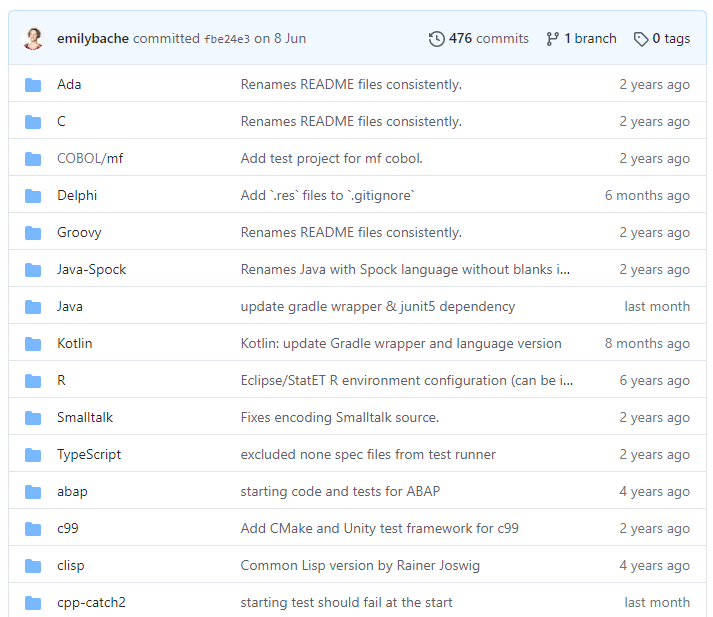 emilybache committed fbe24e3 on 8 Jun 476 commits 1 branch 0 tags
Ada Renames README files consistently. 2 years ago
C Renames README files consistently. 2 years ago
COBOL/mf Add test project for mf cobol. 2 years ago
Delphi Add `.res` files to `.gitignore` 6 months ago
Groovy Renames README files consistently. 2 years ago
Java-Spock Renames Java with Spock language without blanks i... 2 years ago
Java update gradle wrapper & junit5 dependency last month
Kotlin Kotlin: update Gradle wrapper and language version 8 months ago
R Eclipse/StatET R environment configuration (can be i... 6 years ago
Smalltalk Fixes encoding Smalltalk source. 2 years ago
TypeScript excluded none spec files from test runner 2 years ago
abap starting code and tests for ABAP 4 years ago
c99 Add CMake and Unity test framework for c99 2 years ago
clisp Common Lisp version by Rainer Joswig 4 years ago
cpp-catch2 starting test should fail at the start last month